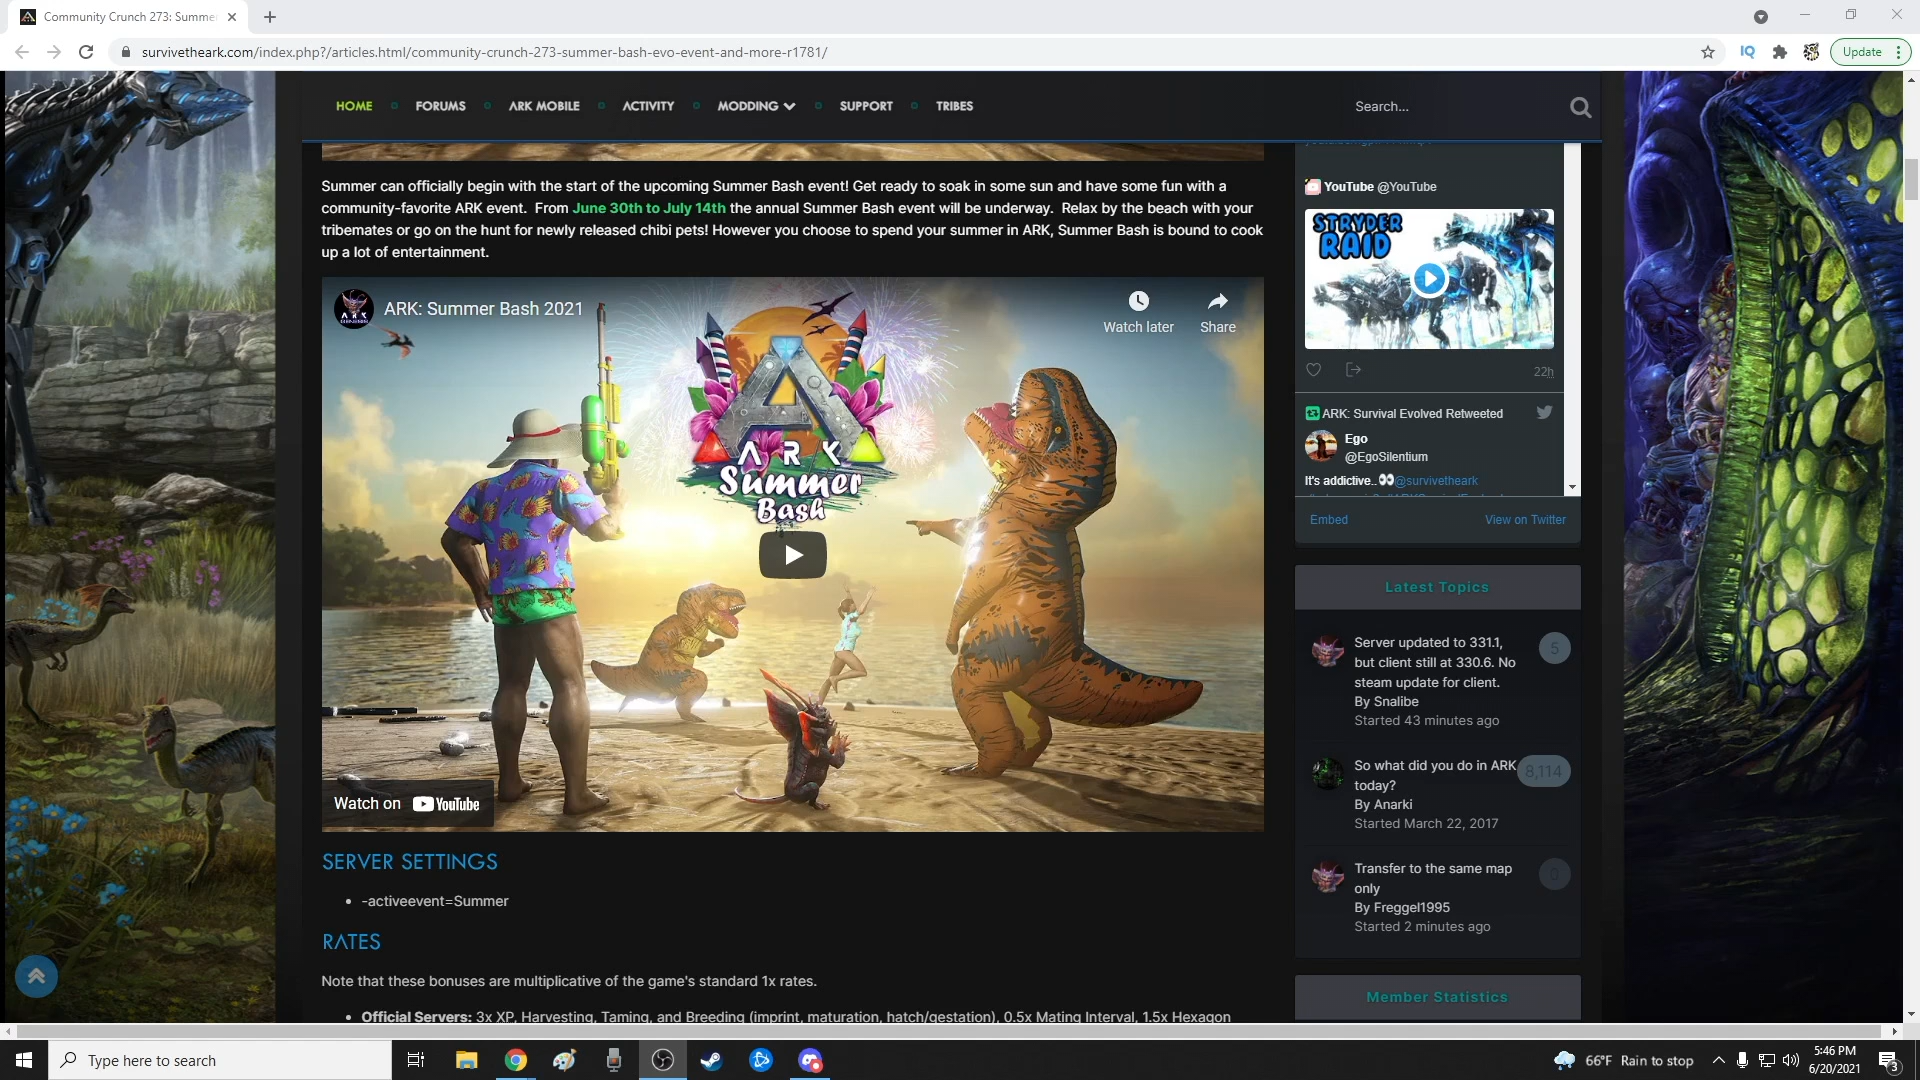 Community Crunch 273: Summe
survivetheark.com/index.php?/articles.html/community-crunch-273-summer-bash-evo-event-and-more-r1781/
IQ
Update
HOME
FORUMS
ARK MOBILE
ACTIVITY
MODDING
SUPPORT
TRIBES
Search...
Summer can officially begin with the start of the upcoming Summer Bash event! Get ready to soak in some sun and have some fun with a
community-favorite ARK event.  From June 30th to July 14th the annual Summer Bash event will be underway.  Relax by the beach with your
tribemates or go on the hunt for newly released chibi pets! However you choose to spend your summer in ARK, Summer Bash is bound to cook
up a lot of entertainment.
ARK: Summer Bash 2021
Watch later
Share
ARK
Summer
Bash
Watch on YouTube
SERVER SETTINGS
-activeevent=Summer
RATES
Note that these bonuses are multiplicative of the game's standard 1x rates.
Official Servers: 3x XP, Harvesting, Taming, and Breeding (imprint, maturation, hatch/gestation), 0.5x Mating Interval, 1.5x Hexagon
YouTube @YouTube
STRYDER
RAID
22h
ARK: Survival Evolved Retweeted
Ego
@EgoSilentium
It's addictive..👀@survivetheark
Embed
View on Twitter
Latest Topics
Server updated to 331.1,
but client still at 330.6. No
steam update for client.
By Snalibe
Started 43 minutes ago
5
So what did you do in ARK
today?
By Anarki
Started March 22, 2017
8,114
Transfer to the same map
only
By Freggel1995
Started 2 minutes ago
0
Member Statistics
Type here to search
66°F Rain to stop
5:46 PM
6/20/2021
3